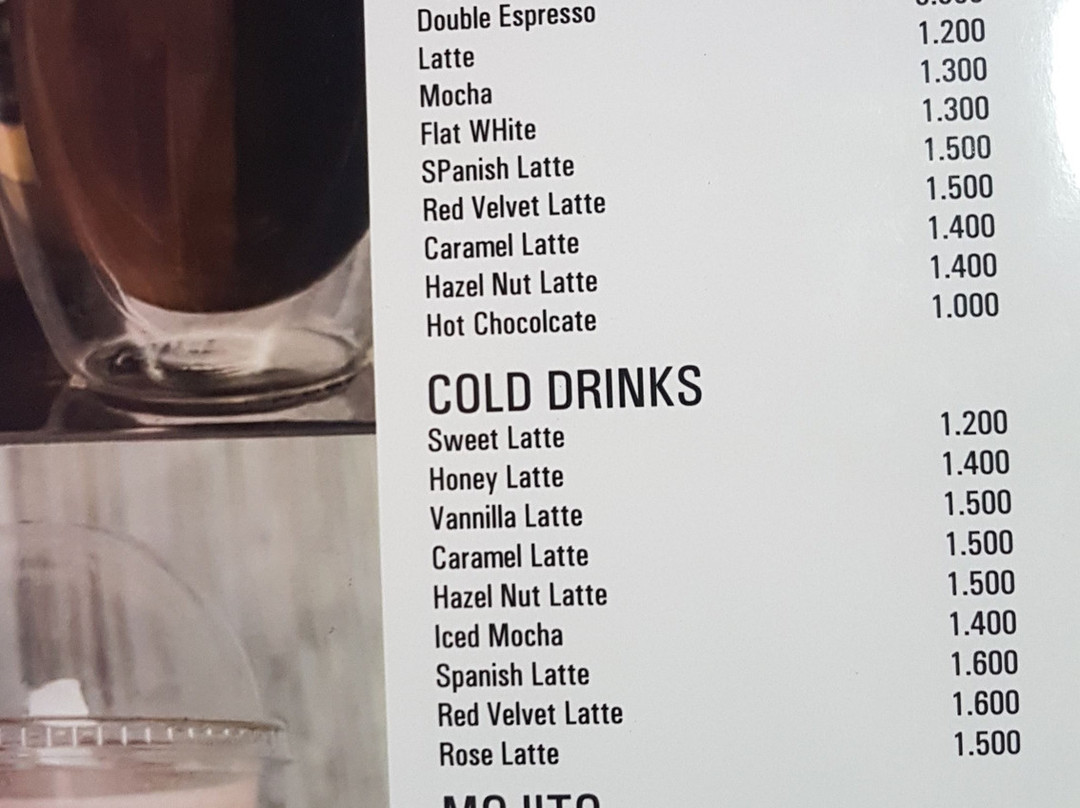 Double Espresso
Latte 1.200
Mocha 1.300
Flat WHite 1.300
SPanish Latte 1.500
Red Velvet Latte 1.500
Caramel Latte 1.400
Hazel Nut Latte 1.400
Hot Chocolcate 1.000
COLD DRINKS
Sweet Latte 1.200
Honey Latte 1.400
Vannilla Latte 1.500
Caramel Latte 1.500
Hazel Nut Latte 1.500
Iced Mocha 1.400
Spanish Latte 1.600
Red Velvet Latte 1.600
Rose Latte 1.500
MOJITO